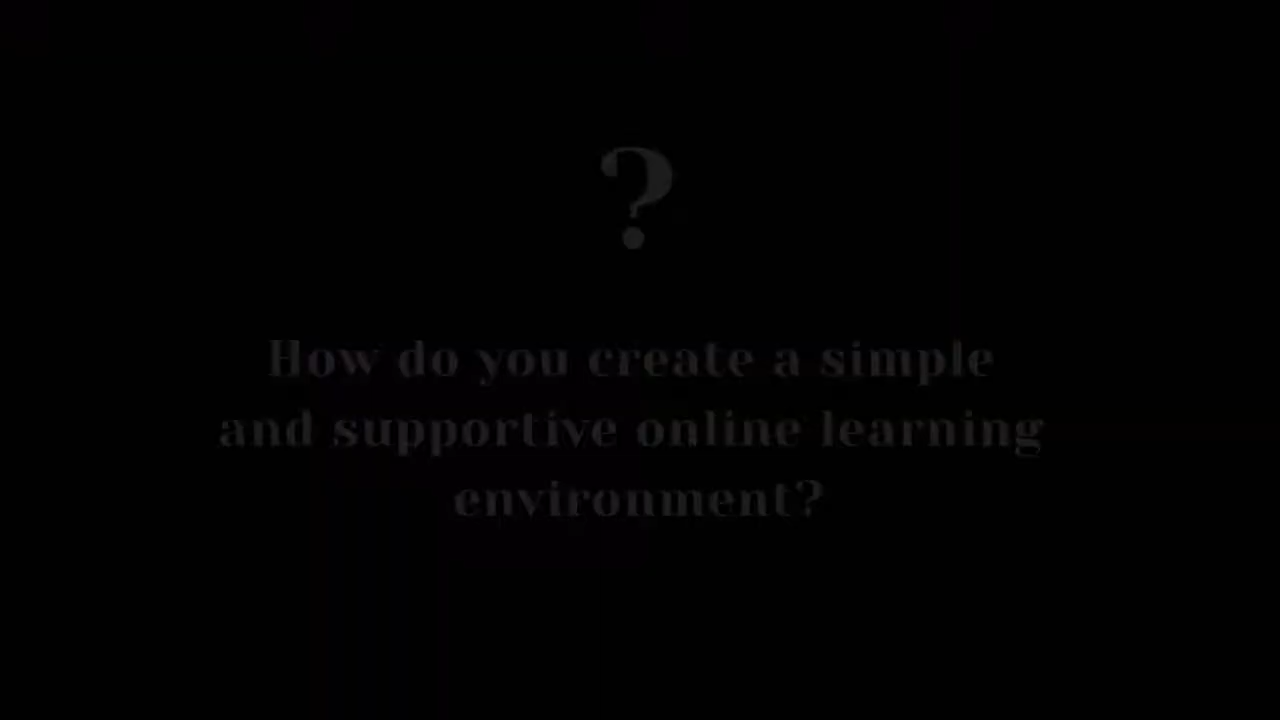 ?
How do you create a simple
and supportive online learning
environment?